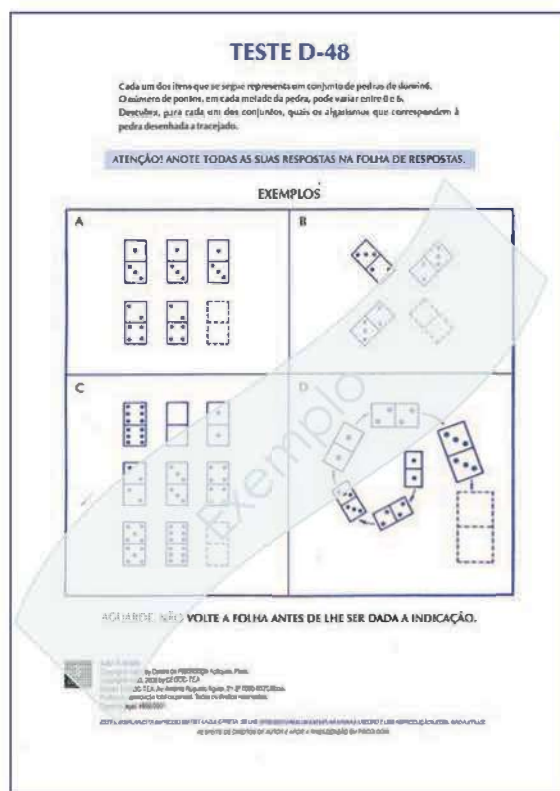 TESTE D-48
Cada um dos itens que se segue representa um conjunto de pedras de dominó.
O número de pontos, em cada metade da pedra, pode variar entre 0 e 6.
Descubra, para cada um dos conjuntos, quais os algarismos que correspondem à
pedra desenhada a tracejado.
ATENÇÃO! ANOTE TODAS AS SUAS RESPOSTAS NA FOLHA DE RESPOSTAS.
EXEMPLOS
A
B
C
D
Exemplo
AGUARDE. NÃO VOLTE A FOLHA ANTES DE LHE SER DADA A INDICAÇÃO.